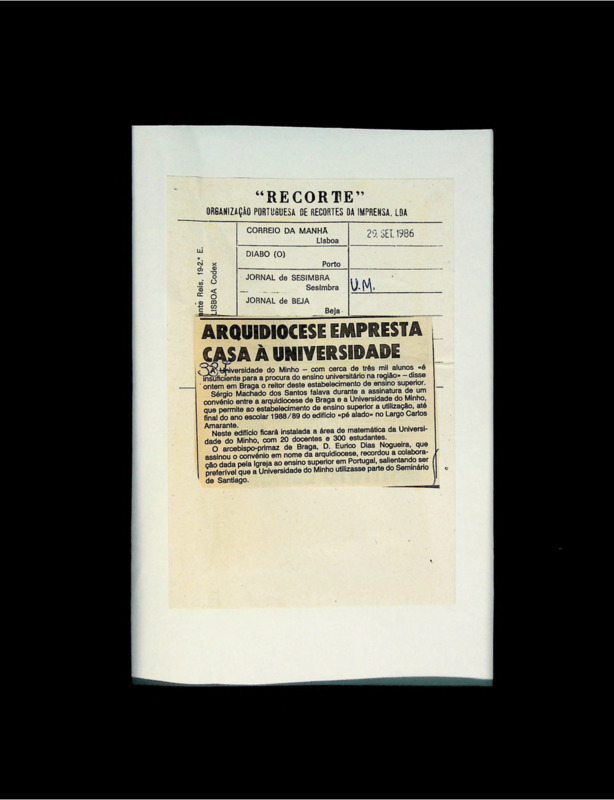 "RECORTE"
ORGANIZAÇÃO PORTUGUESA DE RECORTES DA IMPRENSA, LDA
ante Reis, 19-2.º E.
LISBOA Codex
CORREIO DA MANHÃ
Lisboa
29. SET. 1986
DIABO (O)
Porto
JORNAL de SESIMBRA
Sesimbra
U.M.
JORNAL de BEJA
Beja
ARQUIDIOCESE EMPRESTA
CASA À UNIVERSIDADE
A Universidade do Minho – com cerca de três mil alunos «é
insuficiente para a procura do ensino universitário na região» – disse
ontem em Braga o reitor deste estabelecimento de ensino superior.
Sérgio Machado dos Santos falava durante a assinatura de um
convénio entre a arquidiocese de Braga e a Universidade do Minho,
que permite ao estabelecimento de ensino superior a utilização, até
final do ano escolar 1988/89 do edifício «pé alado» no Largo Carlos
Amarante.
Neste edifício ficará instalada a área de matemática da Universi-
dade do Minho, com 20 docentes e 300 estudantes.
O arcebispo-primaz de Braga, D. Eurico Dias Nogueira, que
assinou o convénio em nome da arquidiocese, recordou a colabora-
ção dada pela Igreja ao ensino superior em Portugal, salientando ser
preferível que a Universidade do Minho utilizasse parte do Seminário
de Santiago.